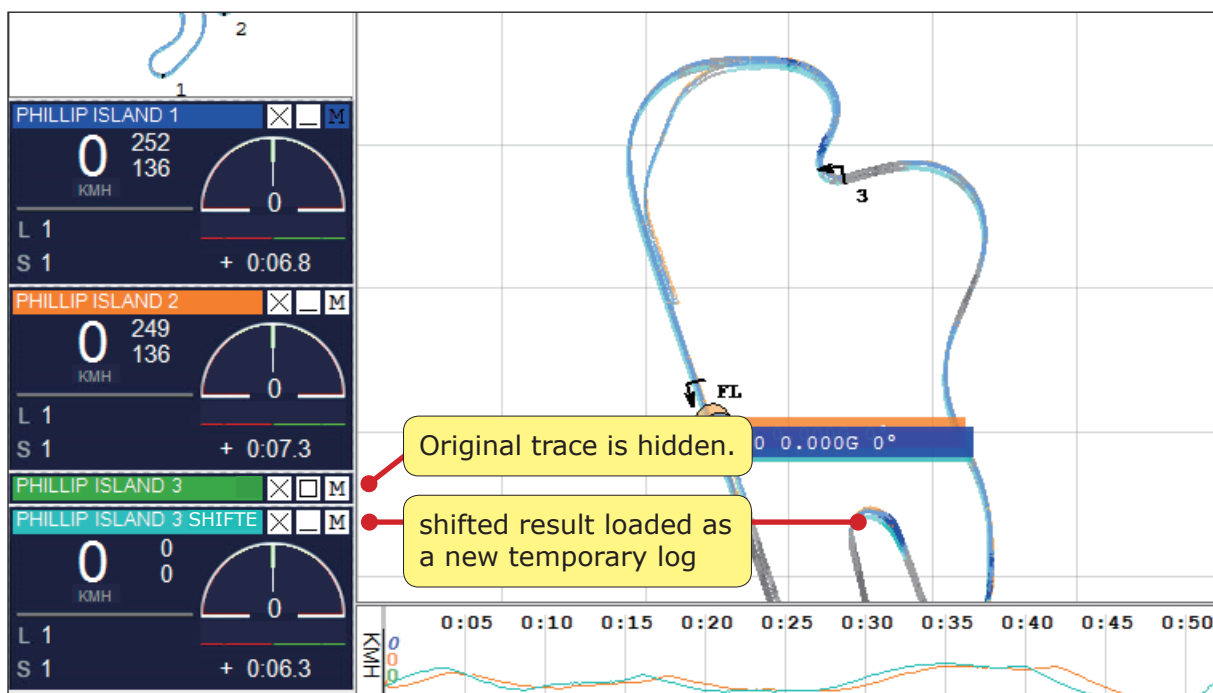 2
1
PHILLIP ISLAND 1 M
0 252
136
KMH
0
L 1
S 1 + 0:06.8
PHILLIP ISLAND 2 M
0 249
136
KMH
0
L 1
S 1 + 0:07.3
PHILLIP ISLAND 3 M
PHILLIP ISLAND 3 SHIFTE M
0 0
0
KMH
0
L 1
S 1 + 0:06.3
3
FL
0 0.000G 0°
Original trace is hidden.
shifted result loaded as
a new temporary log
0:05 0:10 0:15 0:20 0:25 0:30 0:35 0:40 0:45 0:50
KMH
0
0
0